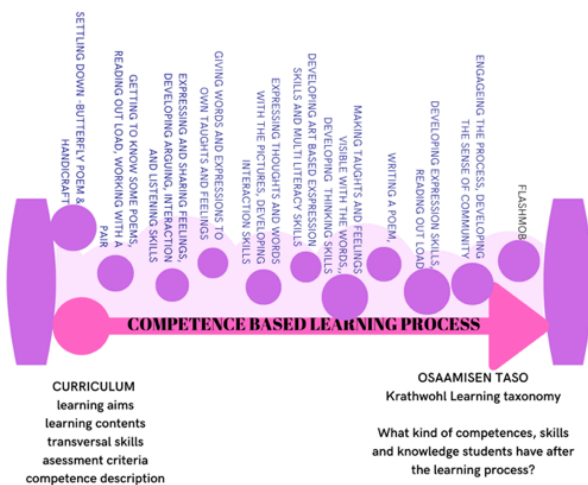 SETTLING DOWN -BUTTERFLY POEM &
HANDICRAFT
GETTING TO KNOW SOME POEMS,
READING OUT LOAD, WORKING WITH A
PAIR
EXPRESSING AND SHARING FEELINGS,
DEVELOPING ARGUING, INTERACTION
AND LISTENING SKILLS
GIVING WORDS AND EXPRESSIONS TO
OWN TAUGHTS AND FEELINGS
EXPRESSING THOUGHTS AND WORDS
WITH THE PICTURES, DEVELOPING
INTERACTION SKILLS
DEVELOPING ART BASED EXSPRESSION
SKILLS AND MULTI LITERACY SKILLS
MAKING TAUGHTS AND FEELINGS
VISIBLE WITH THE WORDS,,
DEVELOPING THINKING SKILLS
WRITING A POEM,
DEVELOPING EXPRESSION SKILLS,
READING OUT LOAD
ENGAGEING THE PROCESS, DEVELOPING
THE SENSE OF COMMUNITY
FLASHMOB
COMPETENCE BASED LEARNING PROCESS
CURRICULUM
learning aims
learning contents
transversal skills
asessment criteria
competence description
OSAAMISEN TASO
Krathwohl Learning taxonomy
What kind of competences, skills
and knowledge students have after
the learning process?